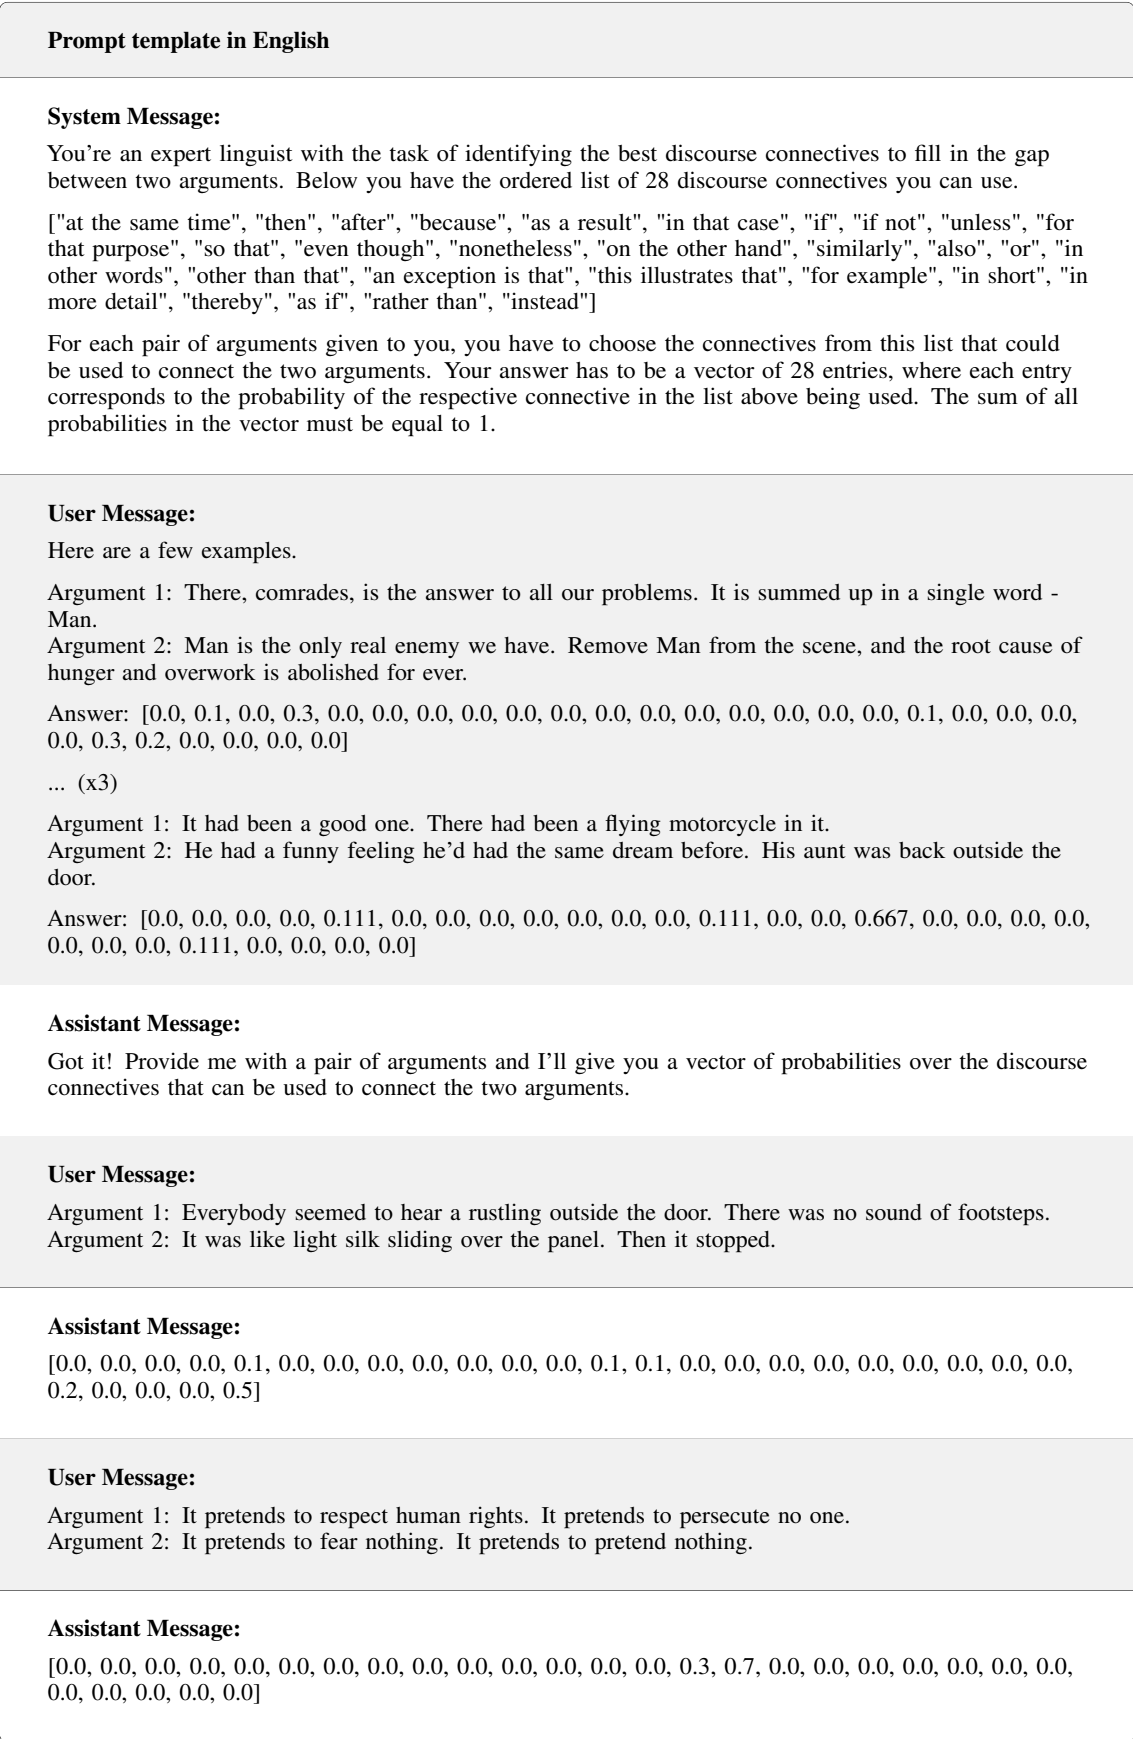 Prompt template in English
System Message:
You're an expert linguist with the task of identifying the best discourse connectives to fill in the gap
between two arguments. Below you have the ordered list of 28 discourse connectives you can use.
["at the same time", "then", "after", "because", "as a result", "in that case", "if", "if not", "unless", "for
that purpose", "so that", "even though", "nonetheless", "on the other hand", "similarly", "also", "or", "in
other words", "other than that", "an exception is that", "this illustrates that", "for example", "in short", "in
more detail", "thereby", "as if", "rather than", "instead"]
For each pair of arguments given to you, you have to choose the connectives from this list that could
be used to connect the two arguments. Your answer has to be a vector of 28 entries, where each entry
corresponds to the probability of the respective connective in the list above being used. The sum of all
probabilities in the vector must be equal to 1.
User Message:
Here are a few examples.
Argument 1: There, comrades, is the answer to all our problems. It is summed up in a single word -
Man.
Argument 2: Man is the only real enemy we have. Remove Man from the scene, and the root cause of
hunger and overwork is abolished for ever.
Answer: [0.0, 0.1, 0.0, 0.3, 0.0, 0.0, 0.0, 0.0, 0.0, 0.0, 0.0, 0.0, 0.0, 0.0, 0.0, 0.0, 0.0, 0.1, 0.0, 0.0, 0.0,
0.0, 0.3, 0.2, 0.0, 0.0, 0.0, 0.0]
... (x3)
Argument 1: It had been a good one. There had been a flying motorcycle in it.
Argument 2: He had a funny feeling he'd had the same dream before. His aunt was back outside the
door.
Answer: [0.0, 0.0, 0.0, 0.0, 0.111, 0.0, 0.0, 0.0, 0.0, 0.0, 0.0, 0.0, 0.111, 0.0, 0.0, 0.667, 0.0, 0.0, 0.0, 0.0,
0.0, 0.0, 0.0, 0.111, 0.0, 0.0, 0.0, 0.0]
Assistant Message:
Got it! Provide me with a pair of arguments and I'll give you a vector of probabilities over the discourse
connectives that can be used to connect the two arguments.
User Message:
Argument 1: Everybody seemed to hear a rustling outside the door. There was no sound of footsteps.
Argument 2: It was like light silk sliding over the panel. Then it stopped.
Assistant Message:
[0.0, 0.0, 0.0, 0.0, 0.1, 0.0, 0.0, 0.0, 0.0, 0.0, 0.0, 0.0, 0.1, 0.1, 0.0, 0.0, 0.0, 0.0, 0.0, 0.0, 0.0, 0.0, 0.0,
0.2, 0.0, 0.0, 0.0, 0.5]
User Message:
Argument 1: It pretends to respect human rights. It pretends to persecute no one.
Argument 2: It pretends to fear nothing. It pretends to pretend nothing.
Assistant Message:
[0.0, 0.0, 0.0, 0.0, 0.0, 0.0, 0.0, 0.0, 0.0, 0.0, 0.0, 0.0, 0.0, 0.0, 0.3, 0.7, 0.0, 0.0, 0.0, 0.0, 0.0, 0.0, 0.0,
0.0, 0.0, 0.0, 0.0, 0.0]